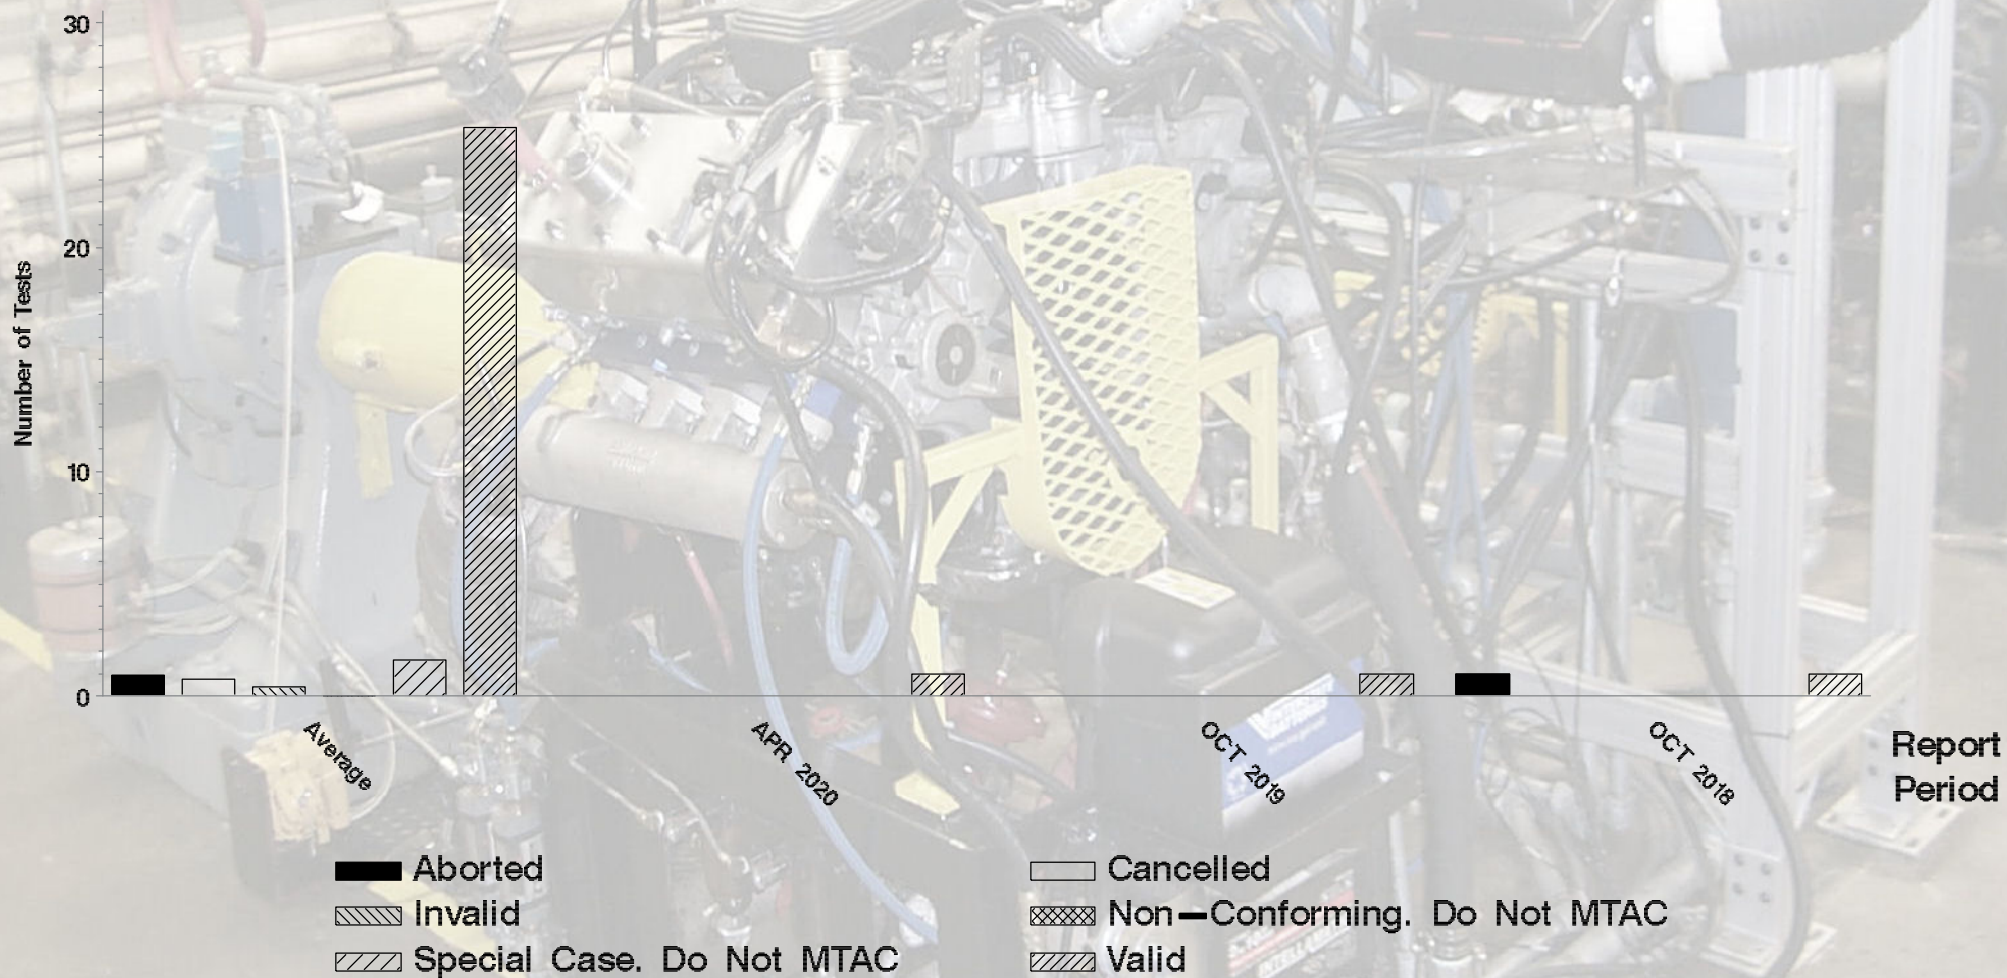 30
20
10
0
Number of Tests
Average
APR 2020
OCT 2019
OCT 2018
Report
Period
Aborted
Cancelled
Invalid
Non-Conforming. Do Not MTAC
Special Case. Do Not MTAC
Valid